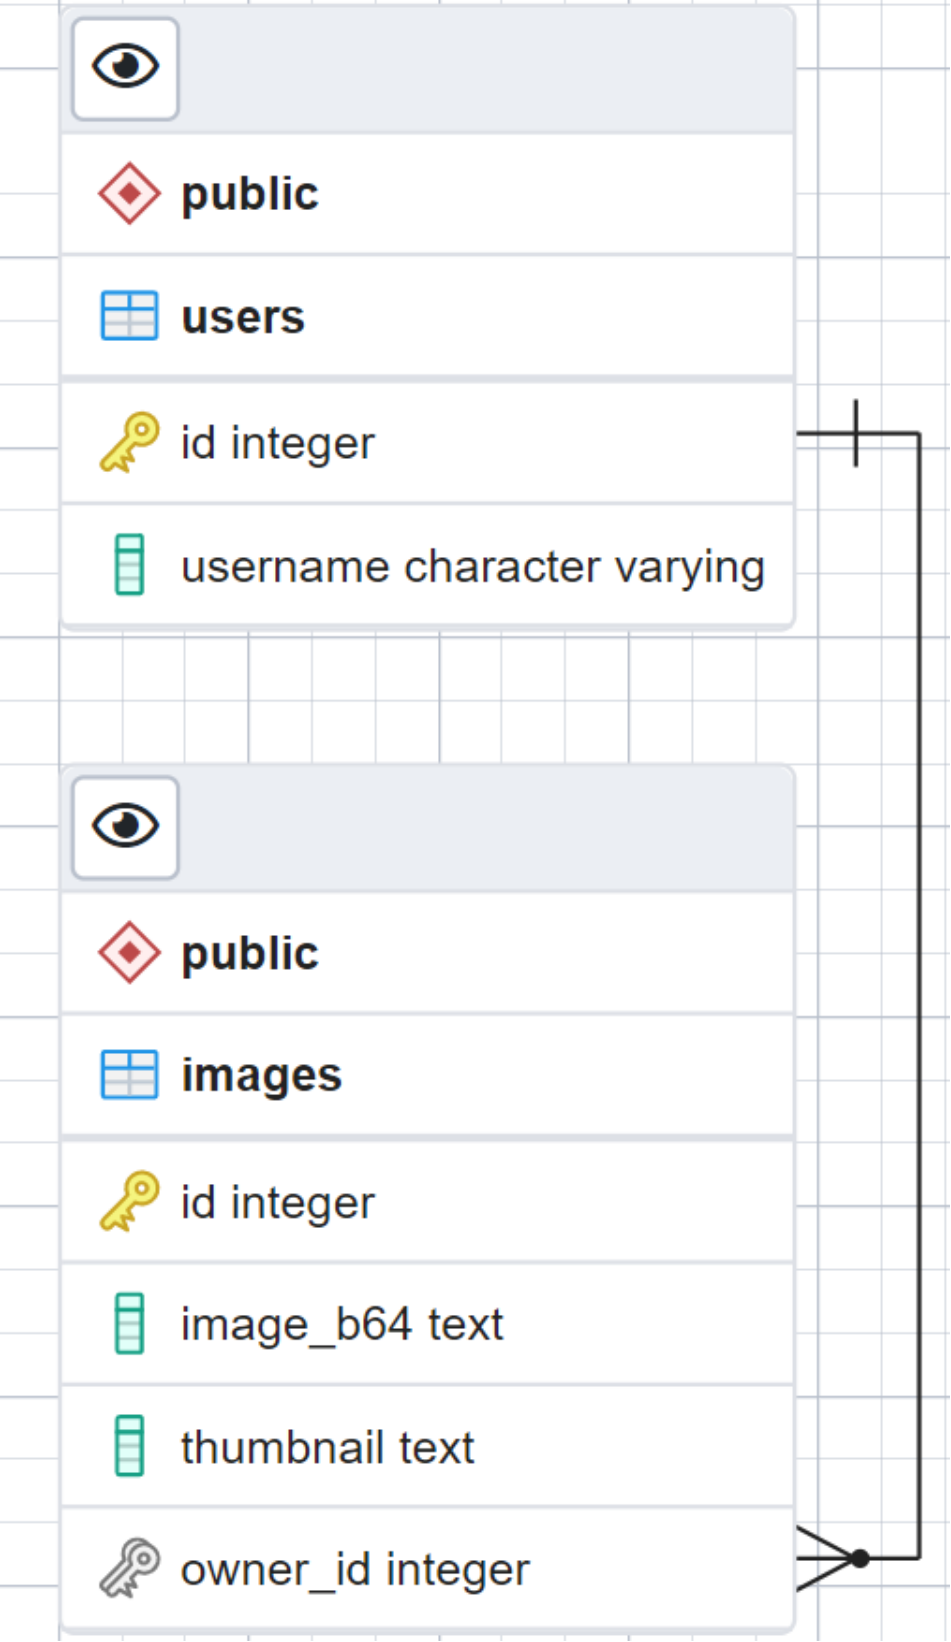 public
users
id integer
username character varying
public
images
id integer
image_b64 text
thumbnail text
owner_id integer